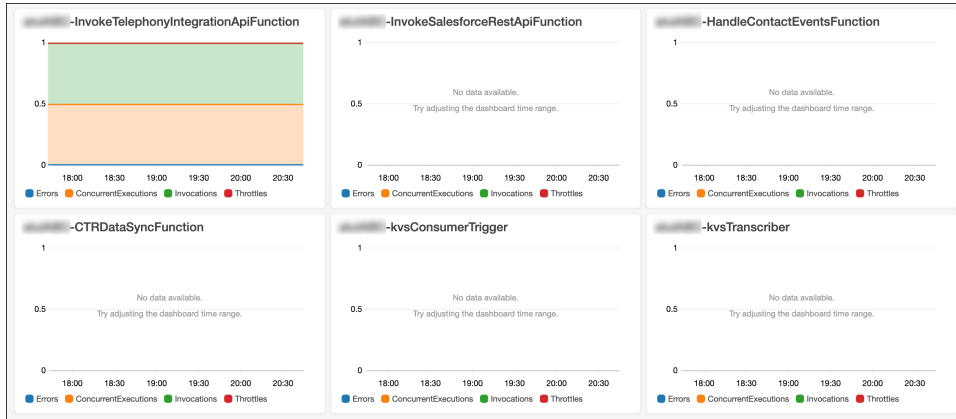 -InvokeTelephonyIntegrationApiFunction
1
0.5
0
18:00 18:30 19:00 19:30 20:00 20:30
Errors ConcurrentExecutions Invocations Throttles
-InvokeSalesforceRestApiFunction
1
No data available.
0.5
Try adjusting the dashboard time range.
0
18:00 18:30 19:00 19:30 20:00 20:30
Errors ConcurrentExecutions Invocations Throttles
-HandleContactEventsFunction
1
No data available.
0.5
Try adjusting the dashboard time range.
0
18:00 18:30 19:00 19:30 20:00 20:30
Errors ConcurrentExecutions Invocations Throttles
-CTRDataSyncFunction
1
No data available.
0.5
Try adjusting the dashboard time range.
0
18:00 18:30 19:00 19:30 20:00 20:30
Errors ConcurrentExecutions Invocations Throttles
-kvsConsumerTrigger
1
No data available.
0.5
Try adjusting the dashboard time range.
0
18:00 18:30 19:00 19:30 20:00 20:30
Errors ConcurrentExecutions Invocations Throttles
-kvsTranscriber
1
No data available.
0.5
Try adjusting the dashboard time range.
0
18:00 18:30 19:00 19:30 20:00 20:30
Errors ConcurrentExecutions Invocations Throttles